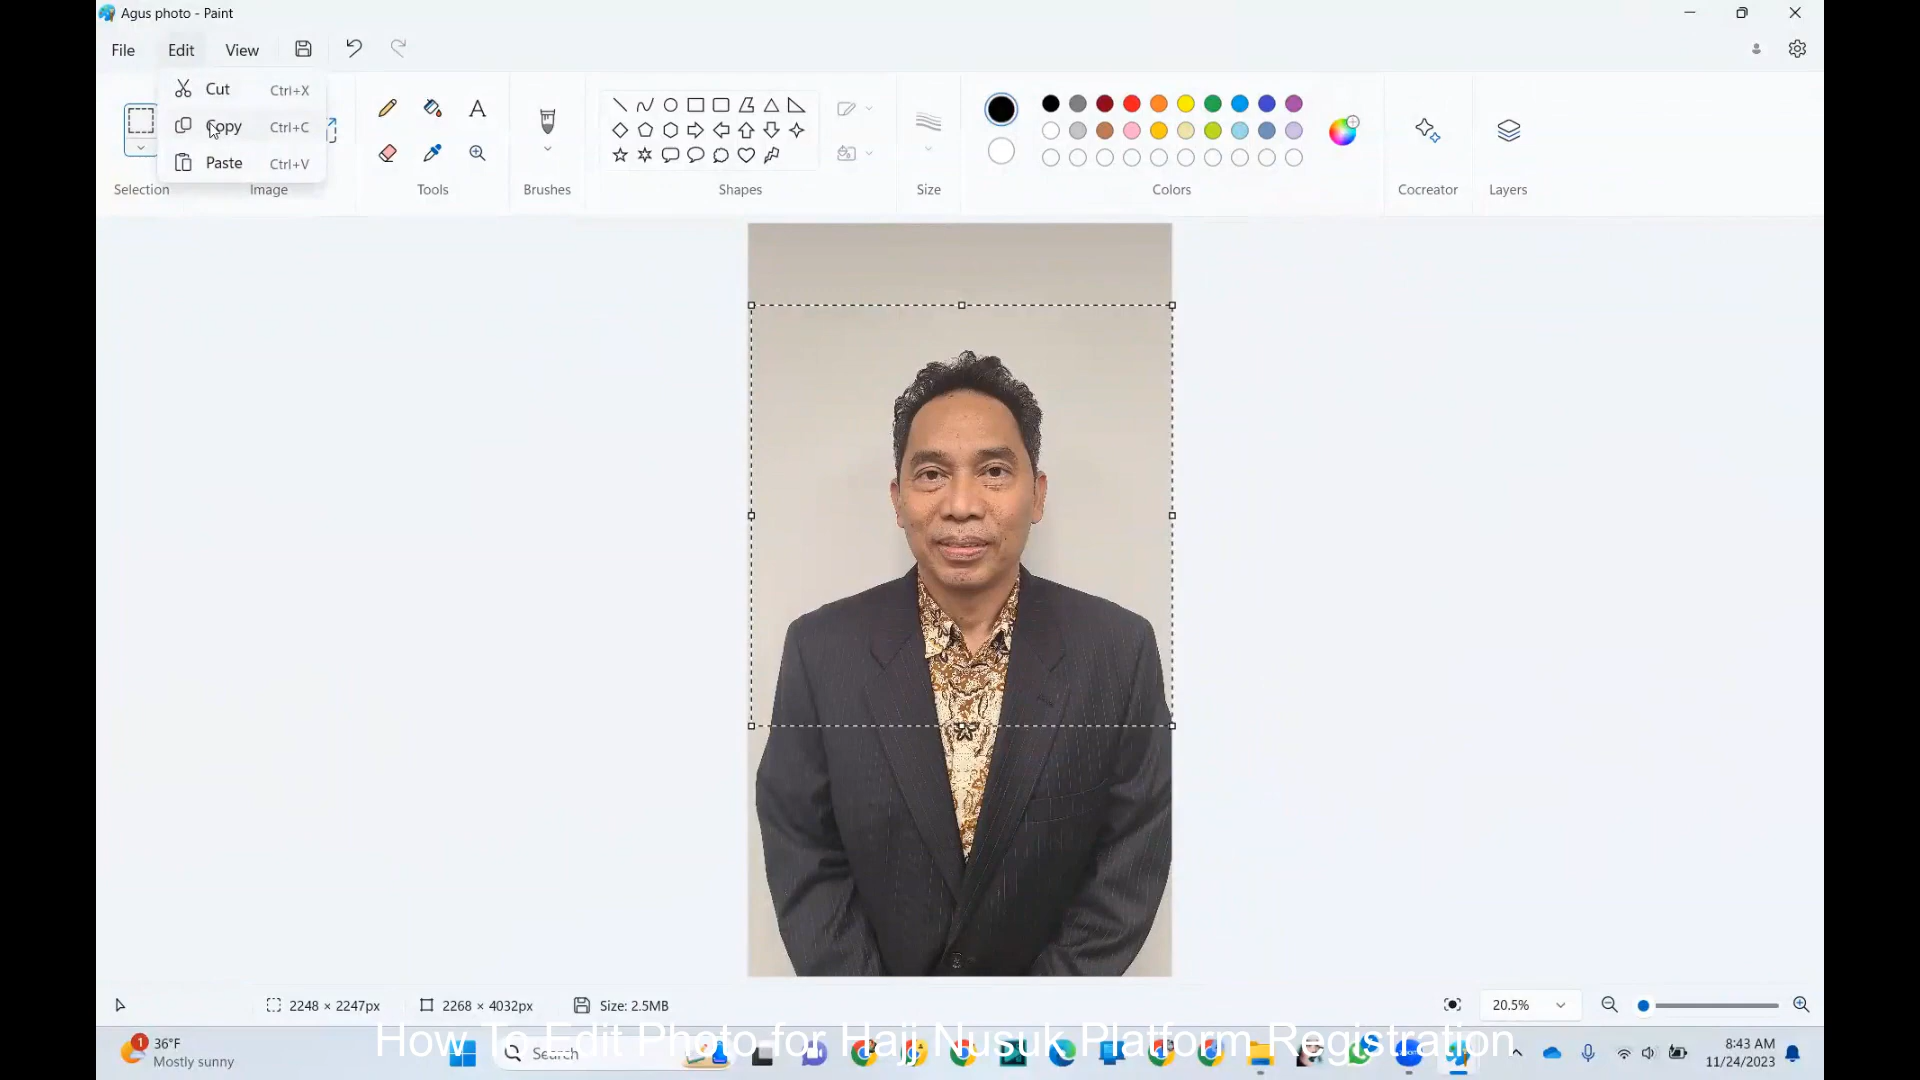 Agus photo - Paint
File Edit View
Cut Ctrl+X
Copy Ctrl+C
Paste Ctrl+V
Selection Image Tools Brushes Shapes Size Colors Cocreator Layers
2248 × 2247px 2268 × 4032px Size: 2.5MB 20.5%
How To Edit Photo for Hajj Nusuk Platform Registration
1 36°F
Mostly sunny
Search
8:43 AM
11/24/2023